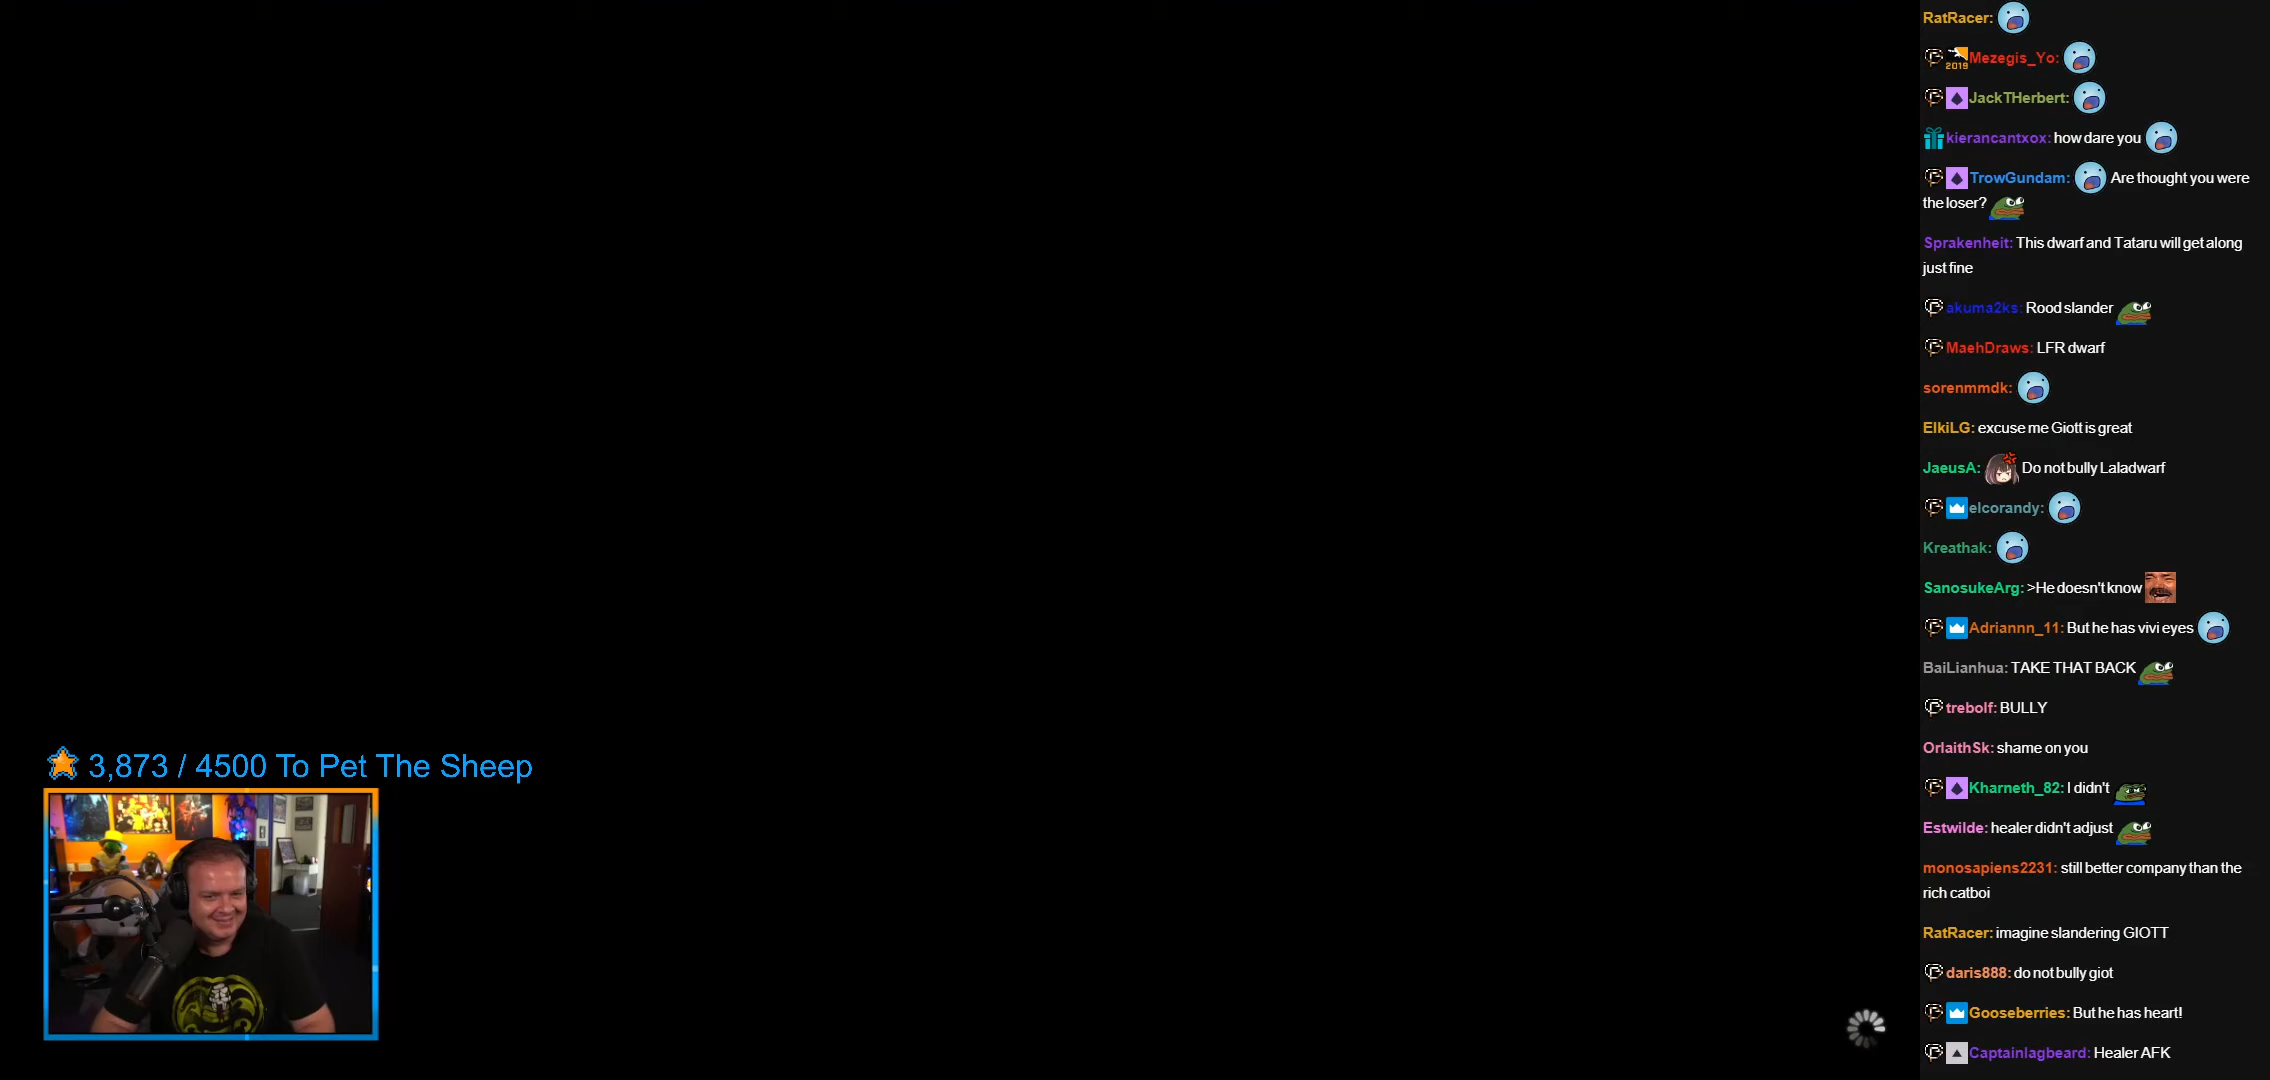 RatRacer:
2019 Mezegis_Yo:
JackTHerbert:
kierancantxox: how dare you
TrowGundam: Are thought you were
the loser?
Sprakenheit: This dwarf and Tataru will get along
just fine
akuma2ks: Rood slander
MaehDraws: LFR dwarf
sorenmmdk:
ElkiLG: excuse me Giott is great
JaeusA: Do not bully Laladwarf
elcorandy:
Kreathak:
SanosukeArg: >He doesn't know
Adriannn_11: But he has vivi eyes
BaiLianhua: TAKE THAT BACK
trebolf: BULLY
OrlaithSk: shame on you
Kharneth_82: I didn't
Estwilde: healer didn't adjust
monosapiens2231: still better company than the
rich catboi
RatRacer: imagine slandering GIOTT
daris888: do not bully giot
Gooseberries: But he has heart!
Captainlagbeard: Healer AFK
3,873 / 4500 To Pet The Sheep